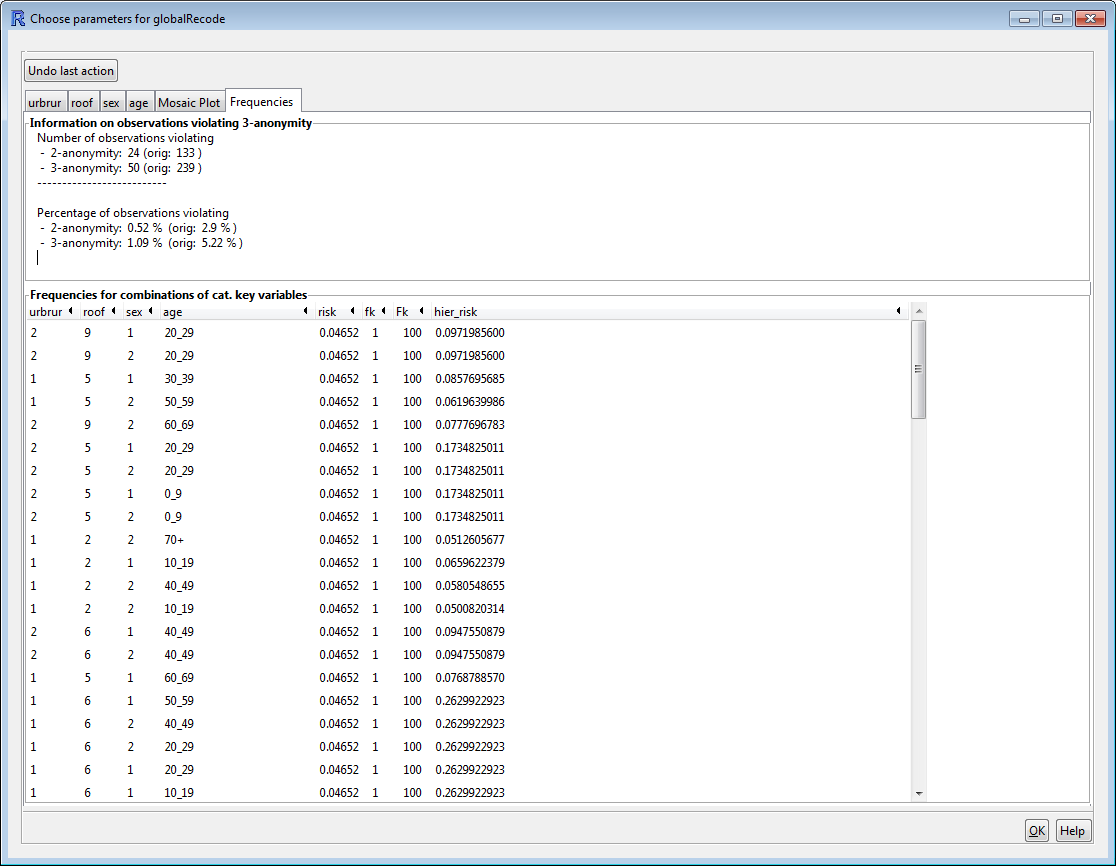 Choose parameters for globalRecode
Undo last action
urbrur roof sex age Mosaic Plot Frequencies
Information on observations violating 3-anonymity
Number of observations violating
- 2-anonymity: 24 (orig: 133 )
- 3-anonymity: 50 (orig: 239 )
--------------------------
Percentage of observations violating
- 2-anonymity: 0.52 % (orig: 2.9 % )
- 3-anonymity: 1.09 % (orig: 5.22 % )
Frequencies for combinations of cat. key variables
urbrur roof sex age risk fk Fk hier_risk
2 9 1 20_29 0.04652 1 100 0.0971985600
2 9 2 20_29 0.04652 1 100 0.0971985600
1 5 1 30_39 0.04652 1 100 0.0857695685
1 5 2 50_59 0.04652 1 100 0.0619639986
2 9 2 60_69 0.04652 1 100 0.0777696783
2 5 1 20_29 0.04652 1 100 0.1734825011
2 5 2 20_29 0.04652 1 100 0.1734825011
2 5 1 0_9 0.04652 1 100 0.1734825011
2 5 2 0_9 0.04652 1 100 0.1734825011
1 2 2 70+ 0.04652 1 100 0.0512605677
1 2 1 10_19 0.04652 1 100 0.0659622379
1 2 2 40_49 0.04652 1 100 0.0580548655
1 2 2 10_19 0.04652 1 100 0.0500820314
2 6 1 40_49 0.04652 1 100 0.0947550879
2 6 2 40_49 0.04652 1 100 0.0947550879
1 5 1 60_69 0.04652 1 100 0.0768788570
1 6 1 50_59 0.04652 1 100 0.2629922923
1 6 2 40_49 0.04652 1 100 0.2629922923
1 6 2 20_29 0.04652 1 100 0.2629922923
1 6 1 20_29 0.04652 1 100 0.2629922923
1 6 1 10_19 0.04652 1 100 0.2629922923
OK Help